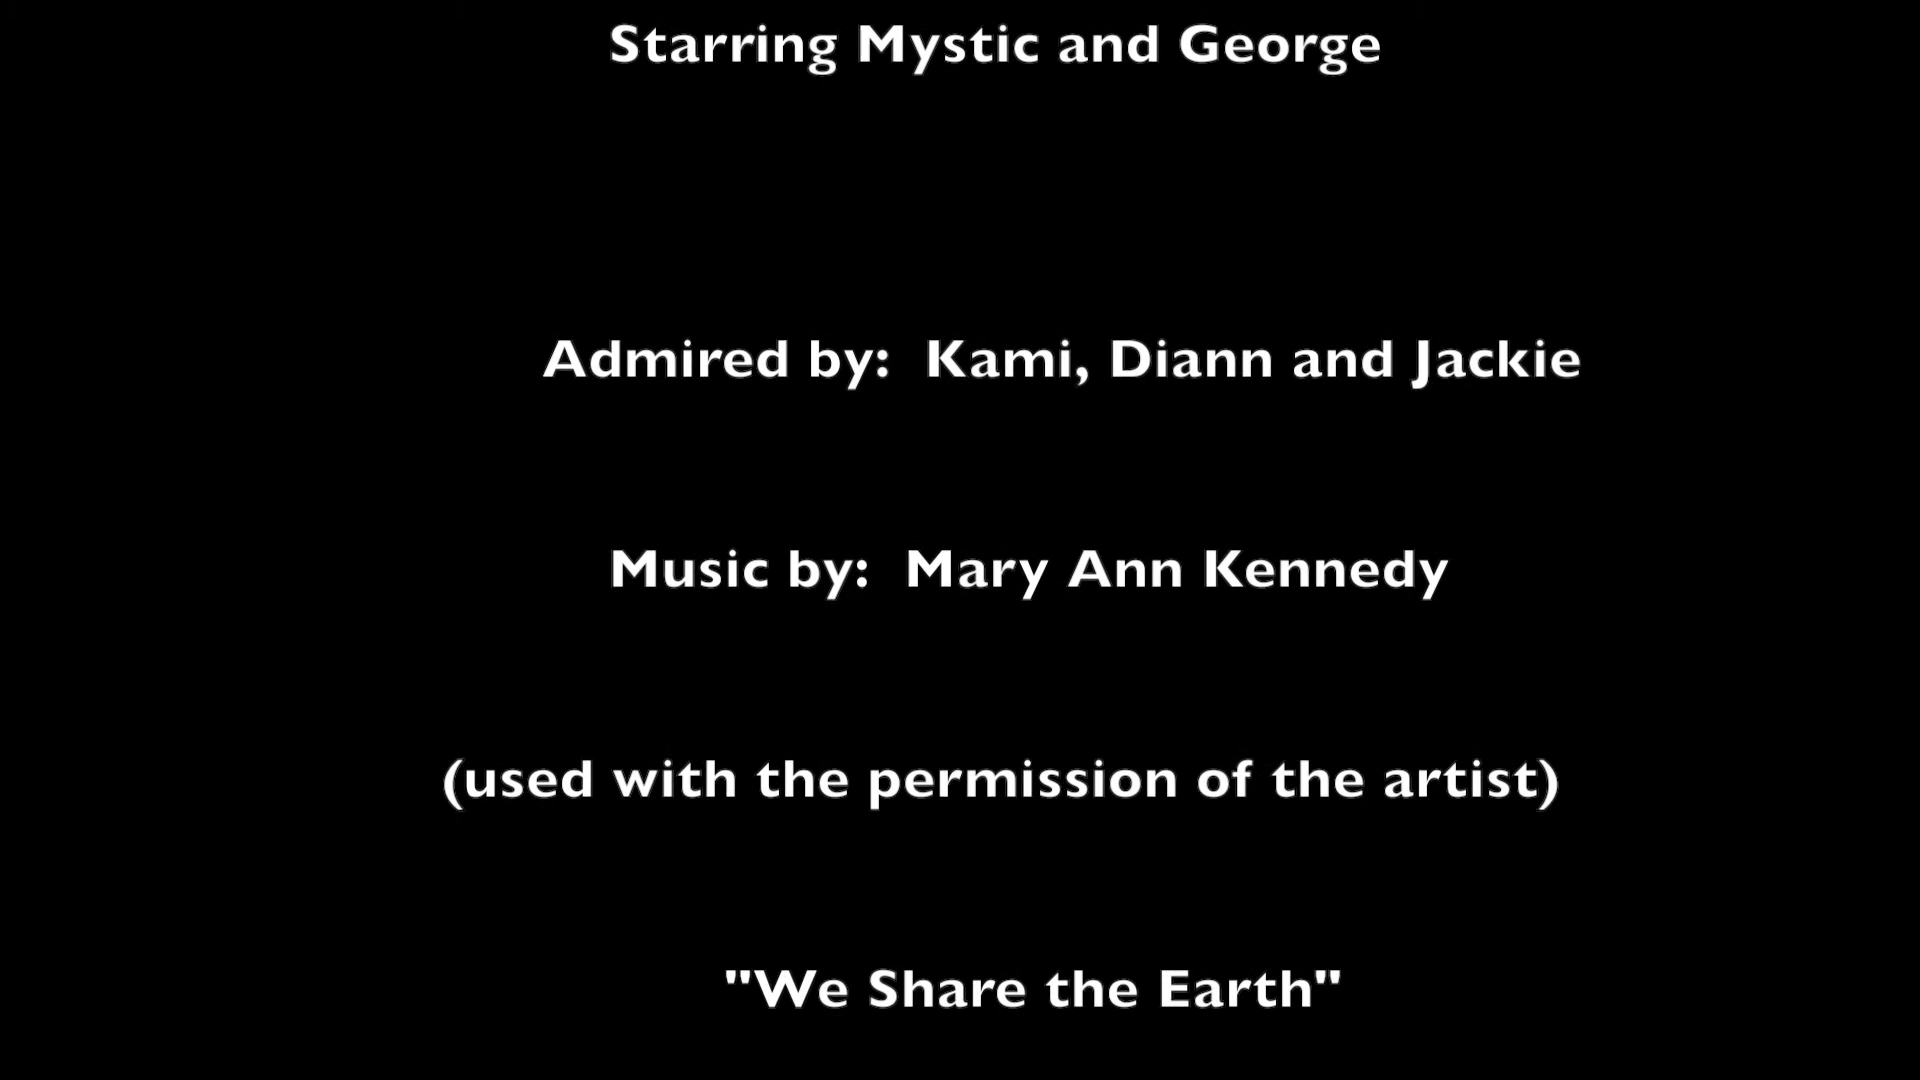 Starring Mystic and George
Admired by:  Kami, Diann and Jackie
Music by:  Mary Ann Kennedy
(used with the permission of the artist)
"We Share the Earth"